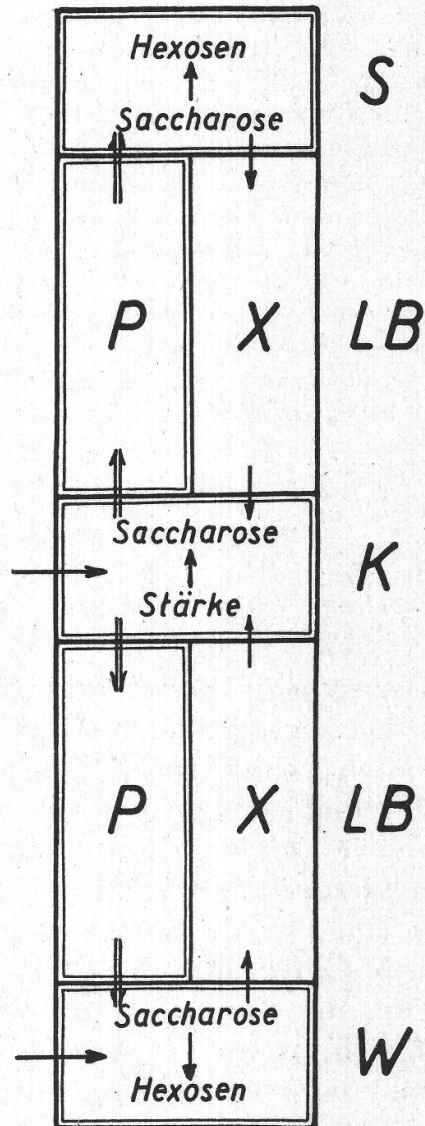 Hexosen
S
Saccharose
P X LB
Saccharose
K
Stärke
P X LB
Saccharose
W
Hexosen